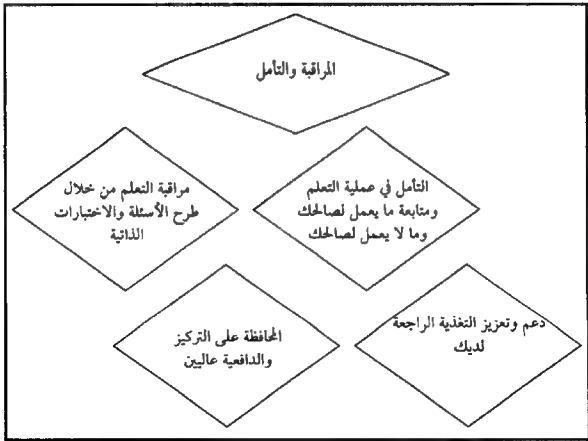 المراقبة والتأمل
التأمل في عملية التعلم
ومتابعة ما يعمل لصالحك
وما لا يعمل لصالحك
مراقبة التعلم من خلال
طرح الأسئلة والاختبارات
الذاتية
دعم وتعزيز التغذية الراجعة
لديك
المحافظة على التركيز
والدافعية عاليين